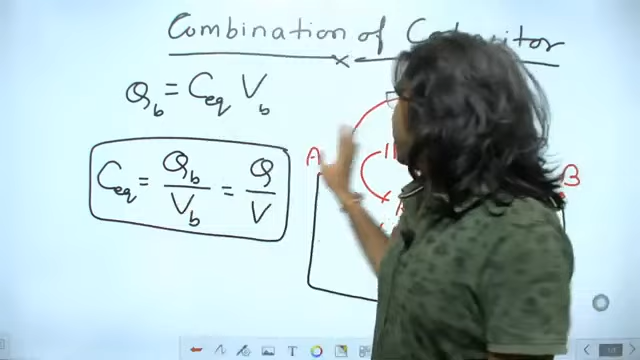 Combination of
Q_b = C_eq V_b
C_eq = Q_b / V_b = Q / V
A
B
T